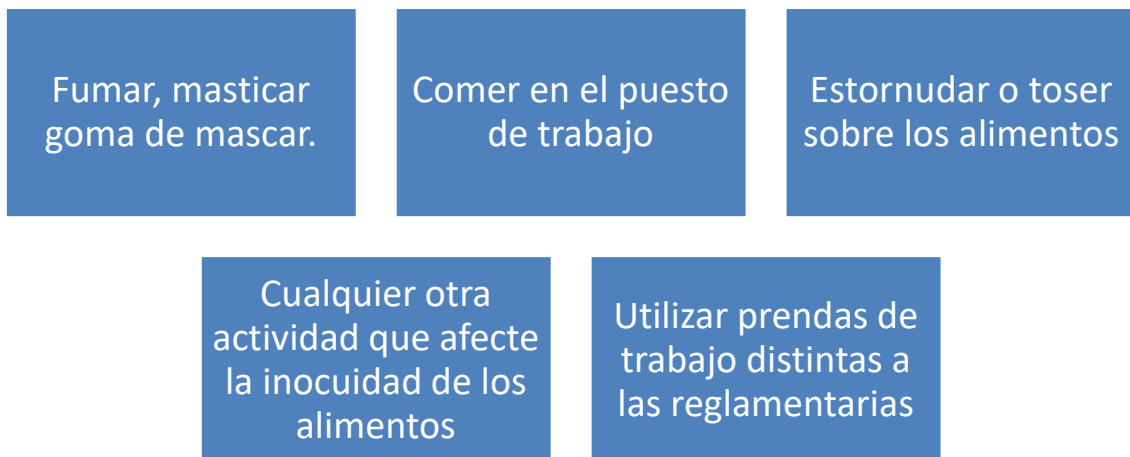 Fumar, masticar
goma de mascar.
Comer en el puesto
de trabajo
Estornudar o toser
sobre los alimentos
Cualquier otra
actividad que afecte
la inocuidad de los
alimentos
Utilizar prendas de
trabajo distintas a
las reglamentarias